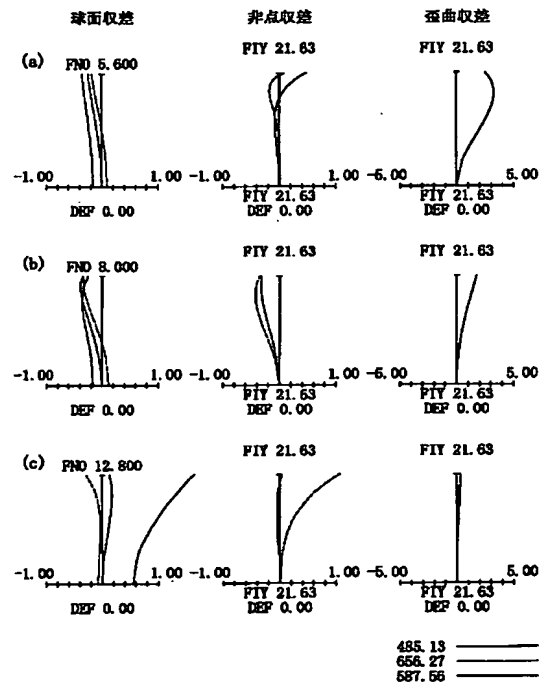 球面収差 非点収差 歪曲収差
(a) FNO 5.600 FIY 21.63 FIY 21.63
-1.00 1.00 -1.00 1.00 -5.00 5.00
DEF 0.00 FIY 21.63 DEF 0.00 FIY 21.63 DEF 0.00
(b) FNO 8.000 FIY 21.63 FIY 21.63
-1.00 1.00 -1.00 1.00 -5.00 5.00
DEF 0.00 FIY 21.63 DEF 0.00 FIY 21.63 DEF 0.00
(c) FNO 12.800 FIY 21.63 FIY 21.63
-1.00 1.00 -1.00 1.00 -5.00 5.00
DEF 0.00 FIY 21.63 DEF 0.00 FIY 21.63 DEF 0.00
485.13
656.27
587.56